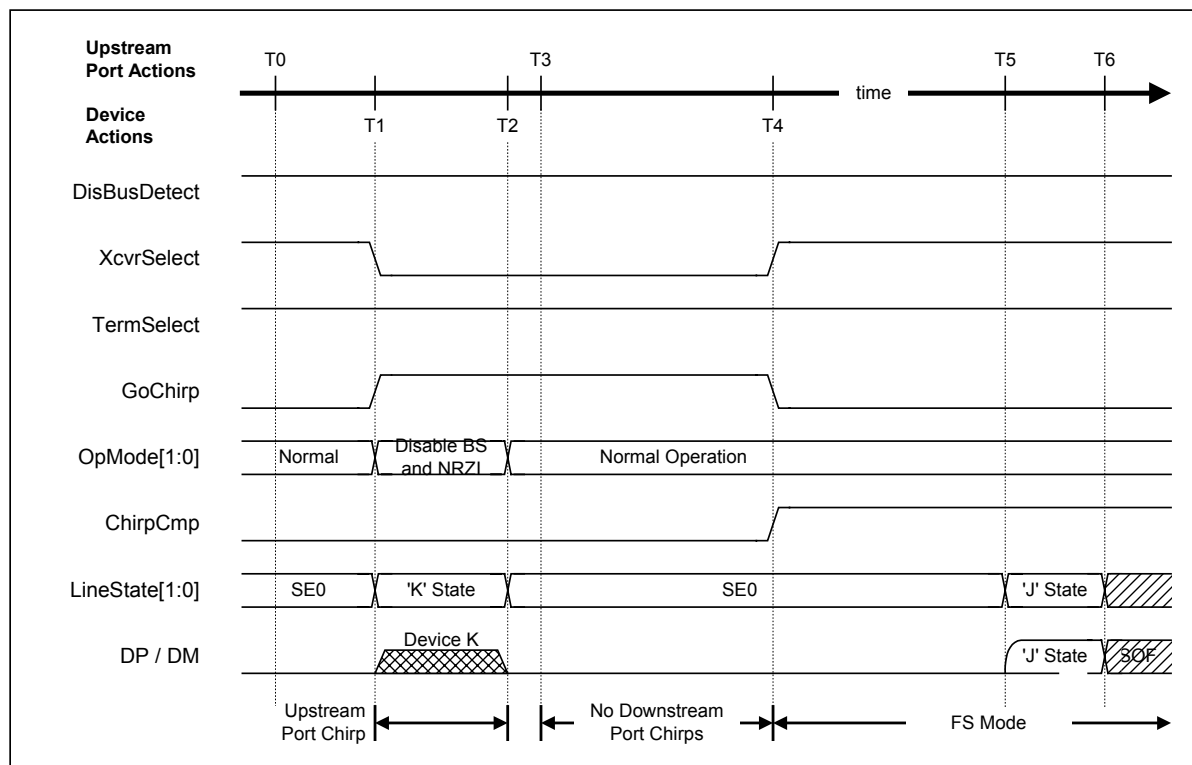 Upstream
Port Actions
T0
T3
T5
T6
time
Device
Actions
T1
T2
T4
DisBusDetect
XcvrSelect
TermSelect
GoChirp
OpMode[1:0]
Normal
Disable BS
and NRZI
Normal Operation
ChirpCmp
LineState[1:0]
SE0
'K' State
SE0
'J' State
DP / DM
Device K
'J' State
SOF
Upstream
Port Chirp
No Downstream
Port Chirps
FS Mode